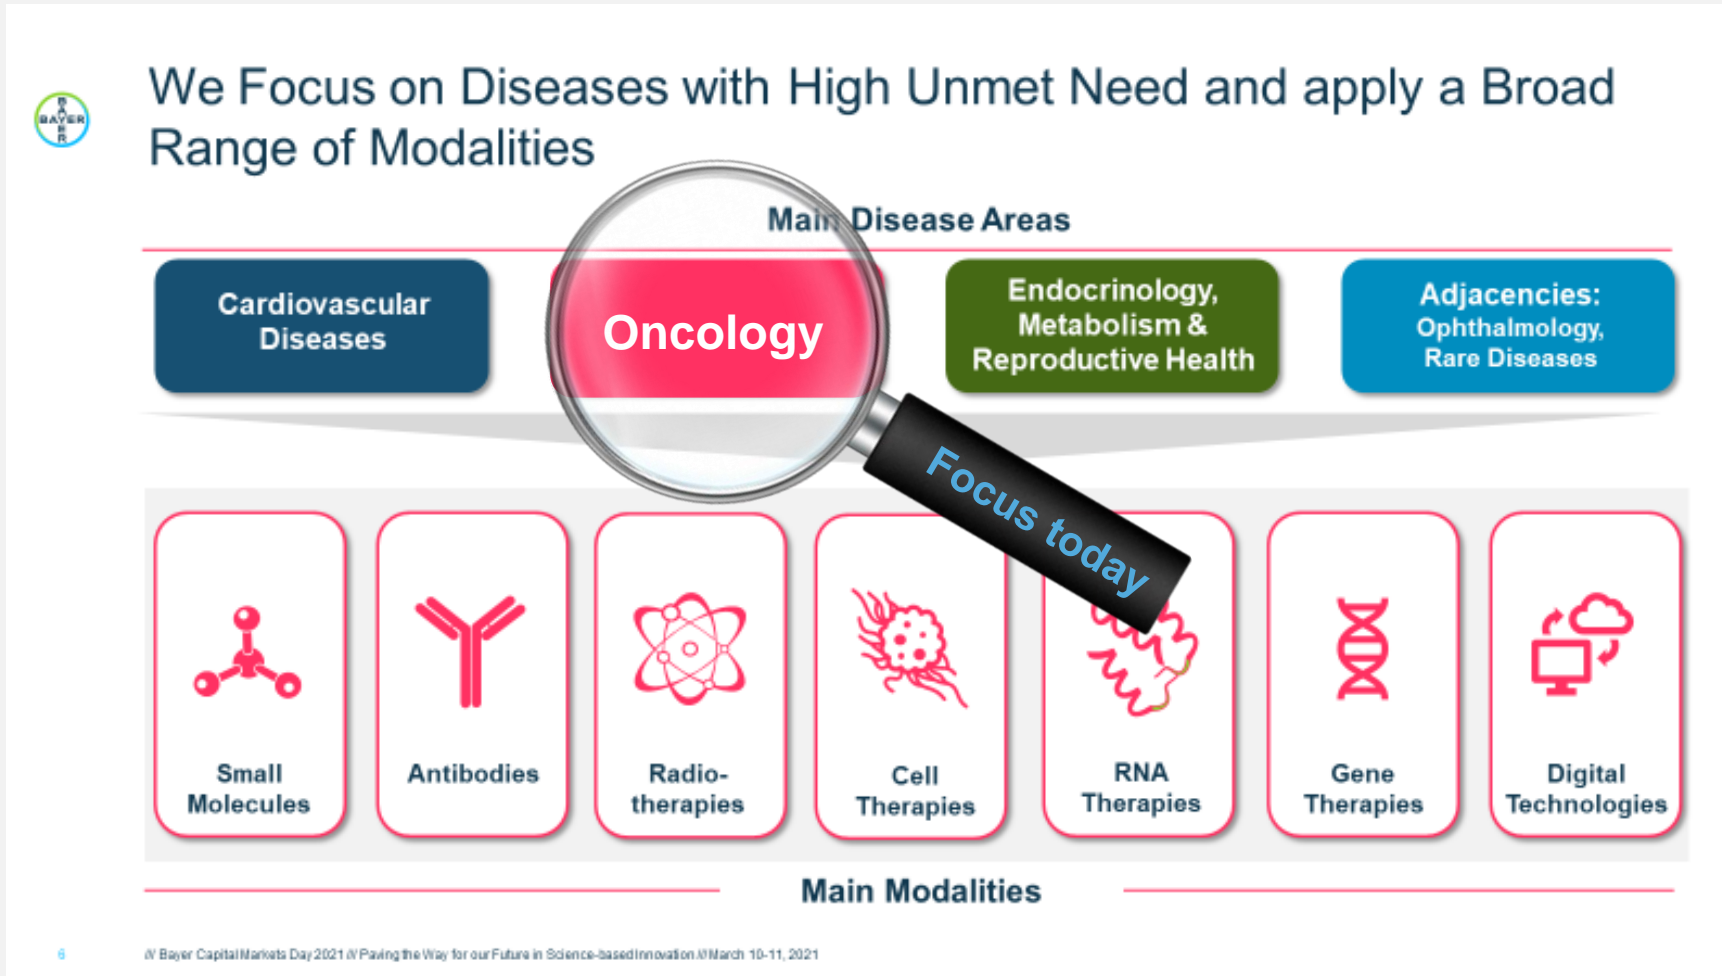 We Focus on Diseases with High Unmet Need and apply a Broad
Range of Modalities
BAYER
BAYER
Main Disease Areas
Cardiovascular
Diseases
Oncology
Endocrinology,
Metabolism &
Reproductive Health
Adjacencies:
Ophthalmology,
Rare Diseases
Focus today
Small
Molecules
Antibodies
Radio-
therapies
Cell
Therapies
RNA
Therapies
Gene
Therapies
Digital
Technologies
Main Modalities
6
/// Bayer Capital Markets Day 2021 /// Paving the Way for our Future in Science-based Innovation /// March 10-11, 2021